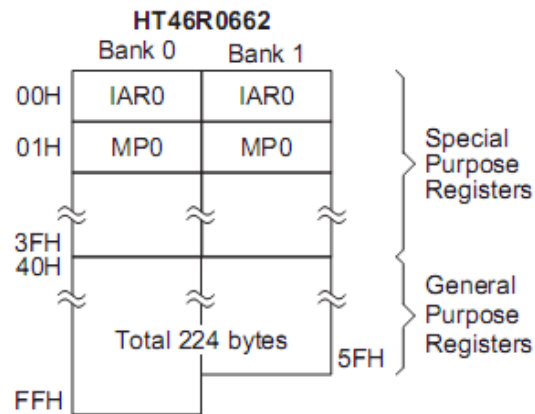 HT46R0662
Bank 0 Bank 1
00H IAR0 IAR0
01H MP0 MP0
Special
Purpose
Registers
3FH
40H
General
Purpose
Registers
Total 224 bytes
5FH
FFH